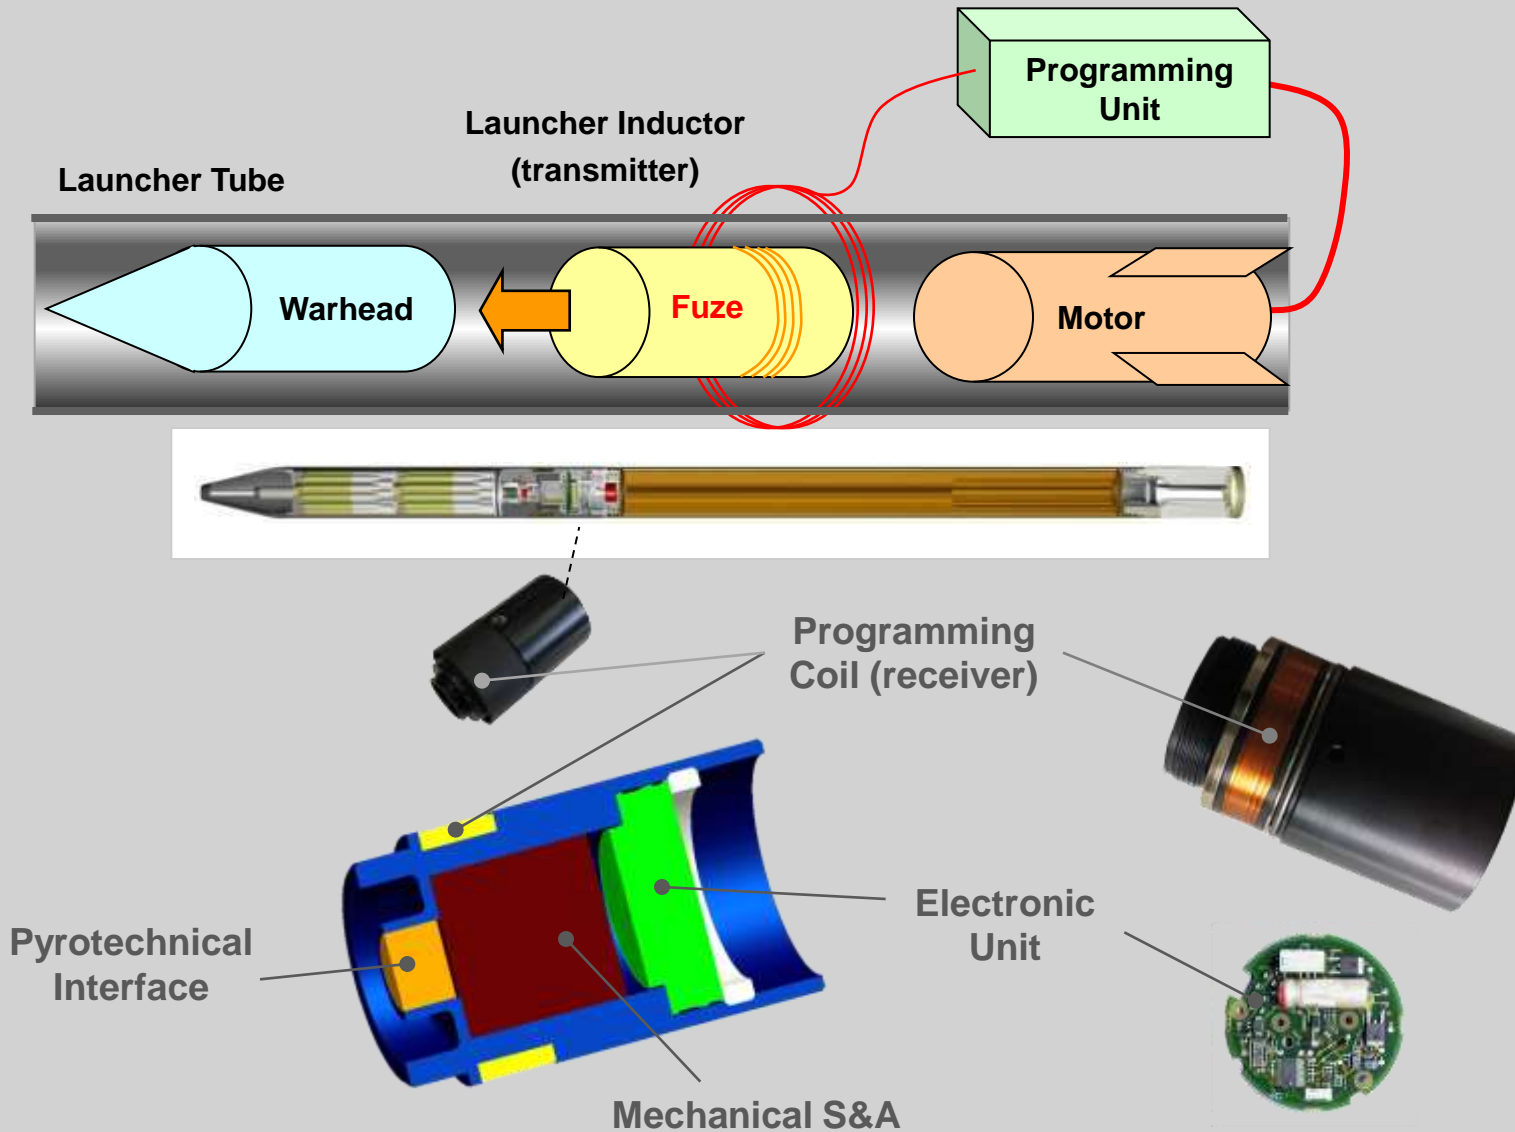 Programming
Unit
Launcher Inductor
(transmitter)
Launcher Tube
Warhead
Fuze
Motor
Programming
Coil (receiver)
Electronic
Unit
Pyrotechnical
Interface
Mechanical S&A